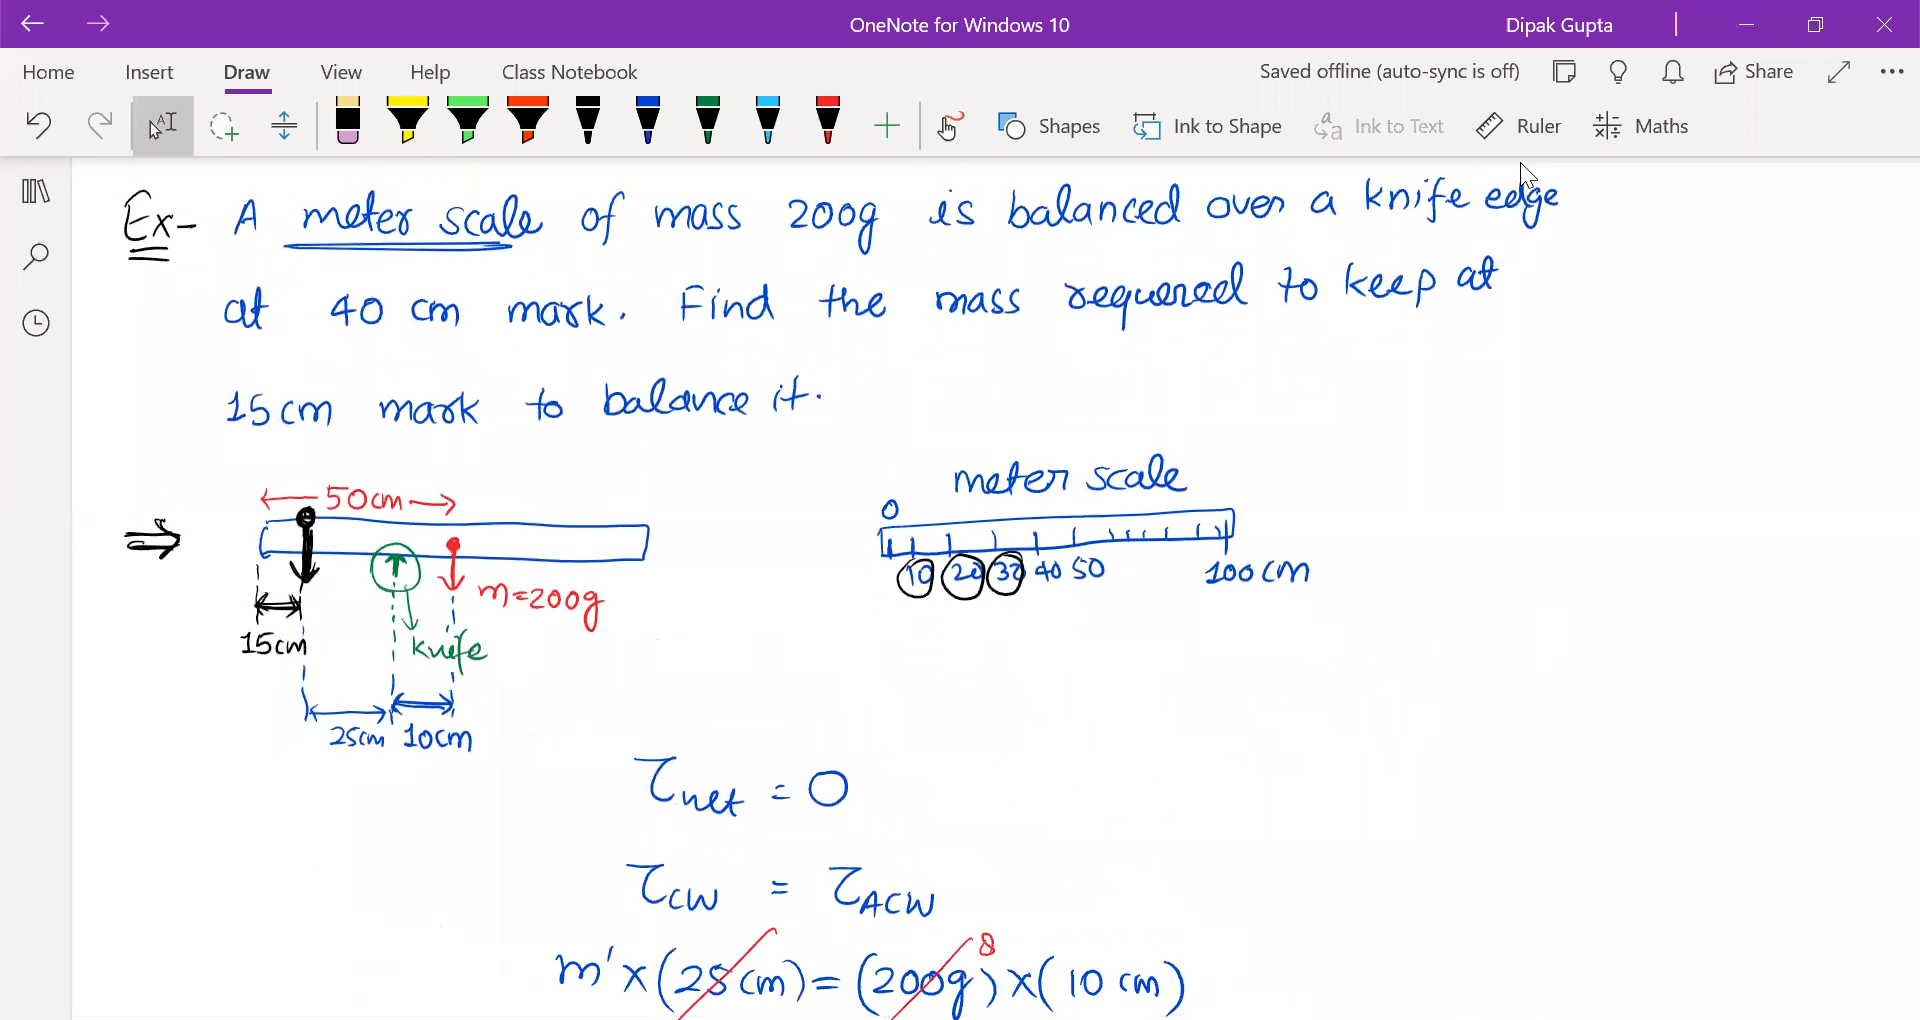 OneNote for Windows 10
Dipak Gupta
Home Insert Draw View Help Class Notebook
Saved offline (auto-sync is off) Share
Shapes Ink to Shape Ink to Text Ruler Maths
Ex- A meter scale of mass 200g is balanced over a knife edge
at 40 cm mark. Find the mass required to keep at
15cm mark to balance it.
meter scale
50cm
0
10 20 30 40 50 100 cm
m=200g
15cm
knife
25cm 10cm
τnet = 0
τCW = τACW
8
m' × (25 cm) = (200g) × (10 cm)